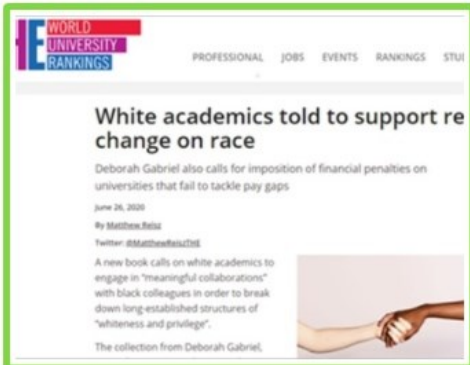 HE WORLD
UNIVERSITY
RANKINGS
PROFESSIONAL JOBS EVENTS RANKINGS STU
White academics told to support re
change on race
Deborah Gabriel also calls for imposition of financial penalties on
universities that fail to tackle pay gaps
June 26, 2020
By Matthew Reisz
Twitter: @MatthewReiszTHE
A new book calls on white academics to
engage in "meaningful collaborations"
with black colleagues in order to break
down long-established structures of
"whiteness and privilege".
The collection from Deborah Gabriel,